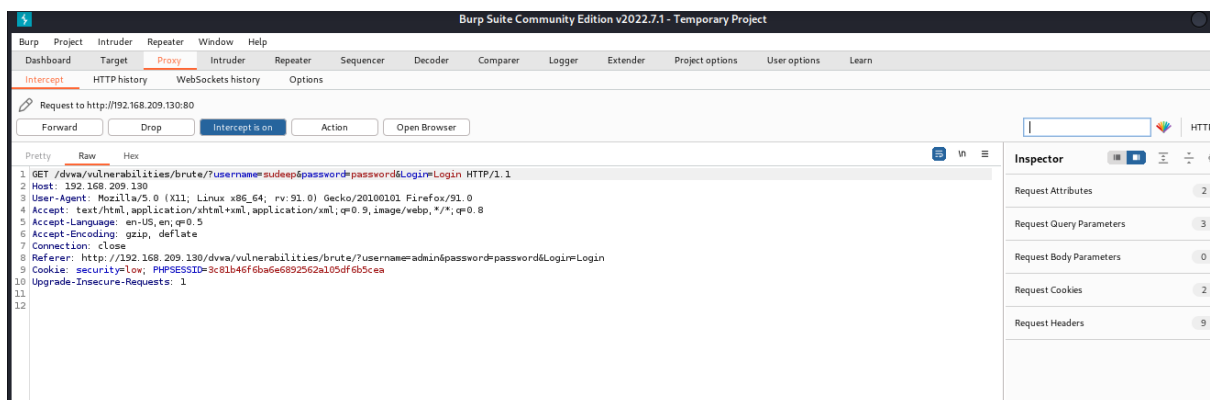 Burp Suite Community Edition v2022.7.1 - Temporary Project
Burp Project Intruder Repeater Window Help
Dashboard Target Proxy Intruder Repeater Sequencer Decoder Comparer Logger Extender Project options User options Learn
Intercept HTTP history WebSockets history Options
Request to http://192.168.209.130:80
Forward Drop Intercept is on Action Open Browser HTTP
Pretty Raw Hex \n
Inspector
1 GET /dvwa/vulnerabilities/brute/?username=sudeep&password=password&Login=Login HTTP/1.1
2 Host: 192.168.209.130
3 User-Agent: Mozilla/5.0 (X11; Linux x86_64; rv:91.0) Gecko/20100101 Firefox/91.0
4 Accept: text/html,application/xhtml+xml,application/xml;q=0.9,image/webp,*/*;q=0.8
5 Accept-Language: en-US,en;q=0.5
6 Accept-Encoding: gzip, deflate
7 Connection: close
8 Referer: http://192.168.209.130/dvwa/vulnerabilities/brute/?username=admin&password=password&Login=Login
9 Cookie: security=low; PHPSESSID=3c81b46f6ba6e6892562a105df6b5cea
10 Upgrade-Insecure-Requests: 1
11
12
Request Attributes 2
Request Query Parameters 3
Request Body Parameters 0
Request Cookies 2
Request Headers 9